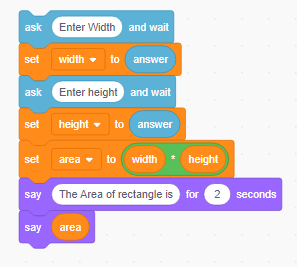 ask Enter Width and wait
set width to answer
ask Enter height and wait
set height to answer
set area to width * height
say The Area of rectangle is for 2 seconds
say area